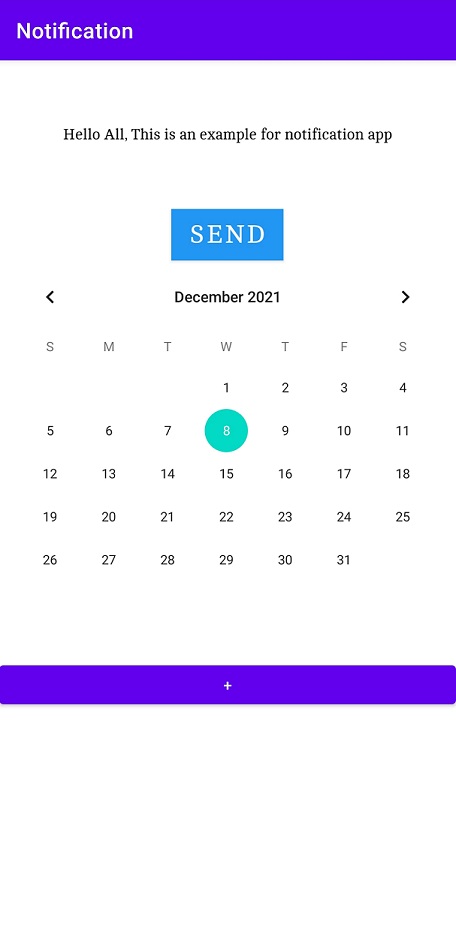 Notification
Hello All, This is an example for notification app
SEND
December 2021
S M T W T F S
1 2 3 4
5 6 7 8 9 10 11
12 13 14 15 16 17 18
19 20 21 22 23 24 25
26 27 28 29 30 31
+